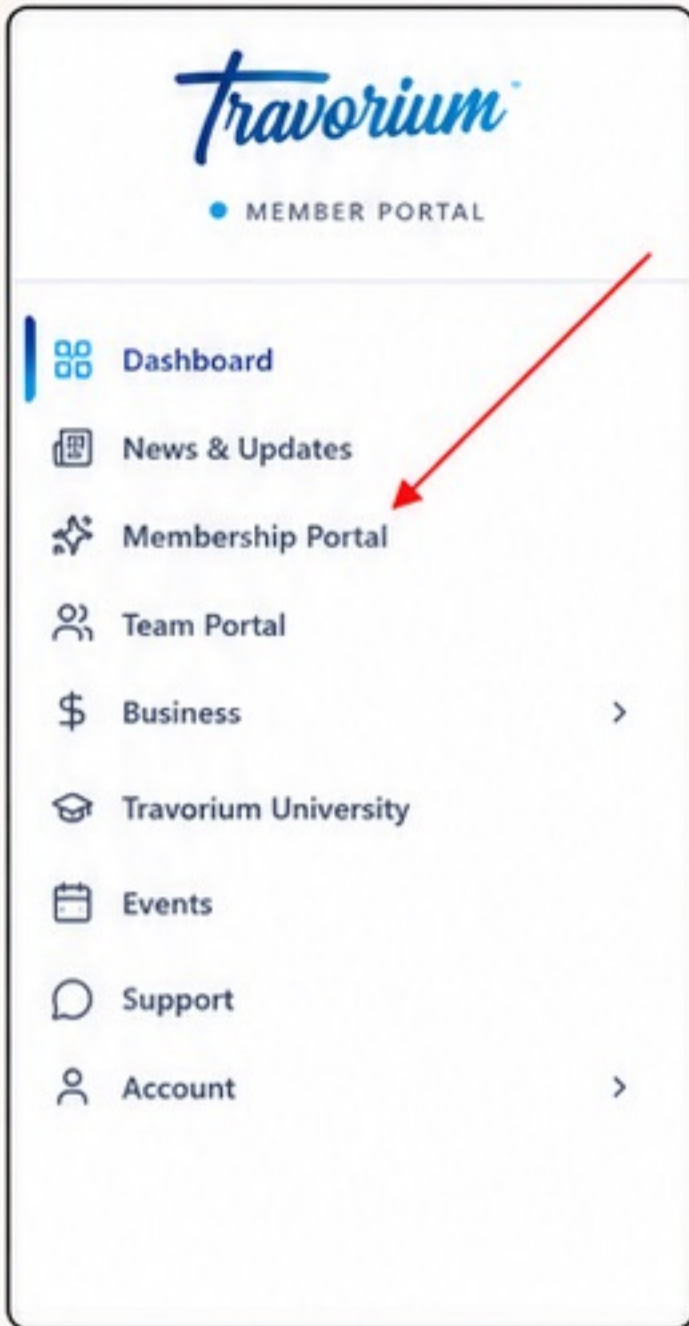 Travorium
MEMBER PORTAL
Dashboard
News & Updates
Membership Portal
Team Portal
Business
Travorium University
Events
Support
Account